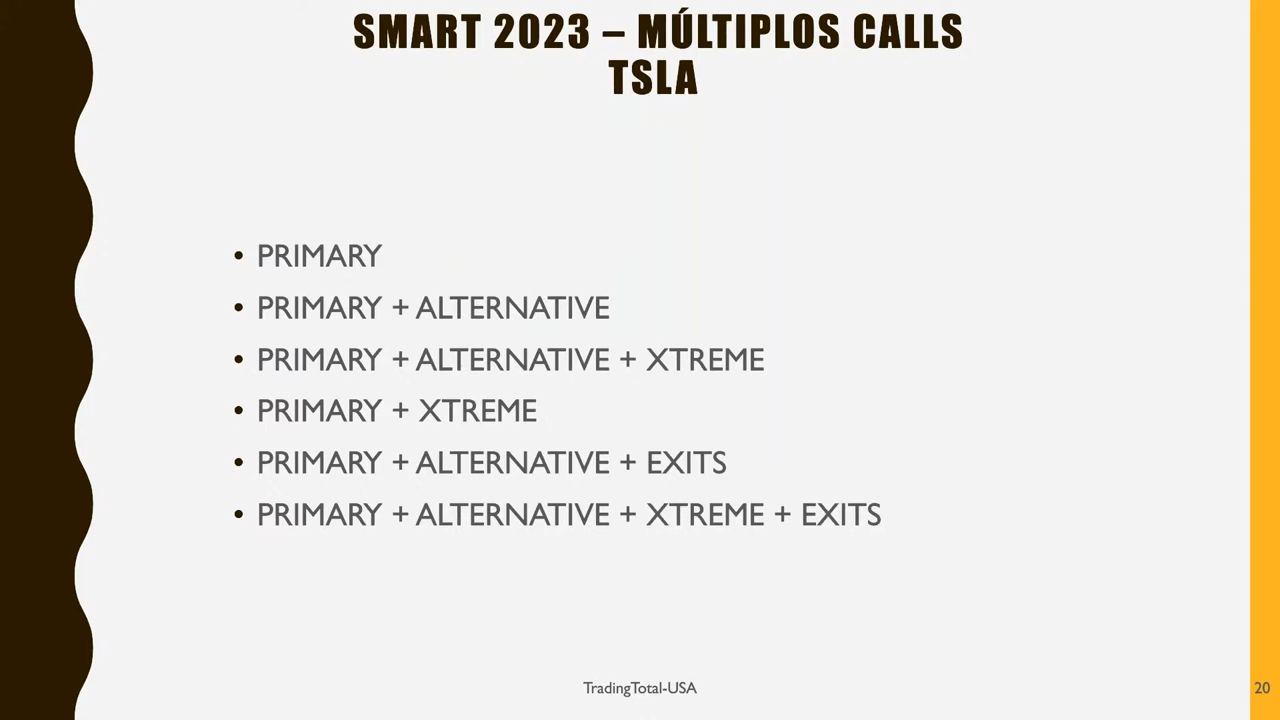 SMART 2023 – MÚLTIPLOS CALLS
TSLA
• PRIMARY
• PRIMARY + ALTERNATIVE
• PRIMARY + ALTERNATIVE + XTREME
• PRIMARY + XTREME
• PRIMARY + ALTERNATIVE + EXITS
• PRIMARY + ALTERNATIVE + XTREME + EXITS
TradingTotal-USA
20